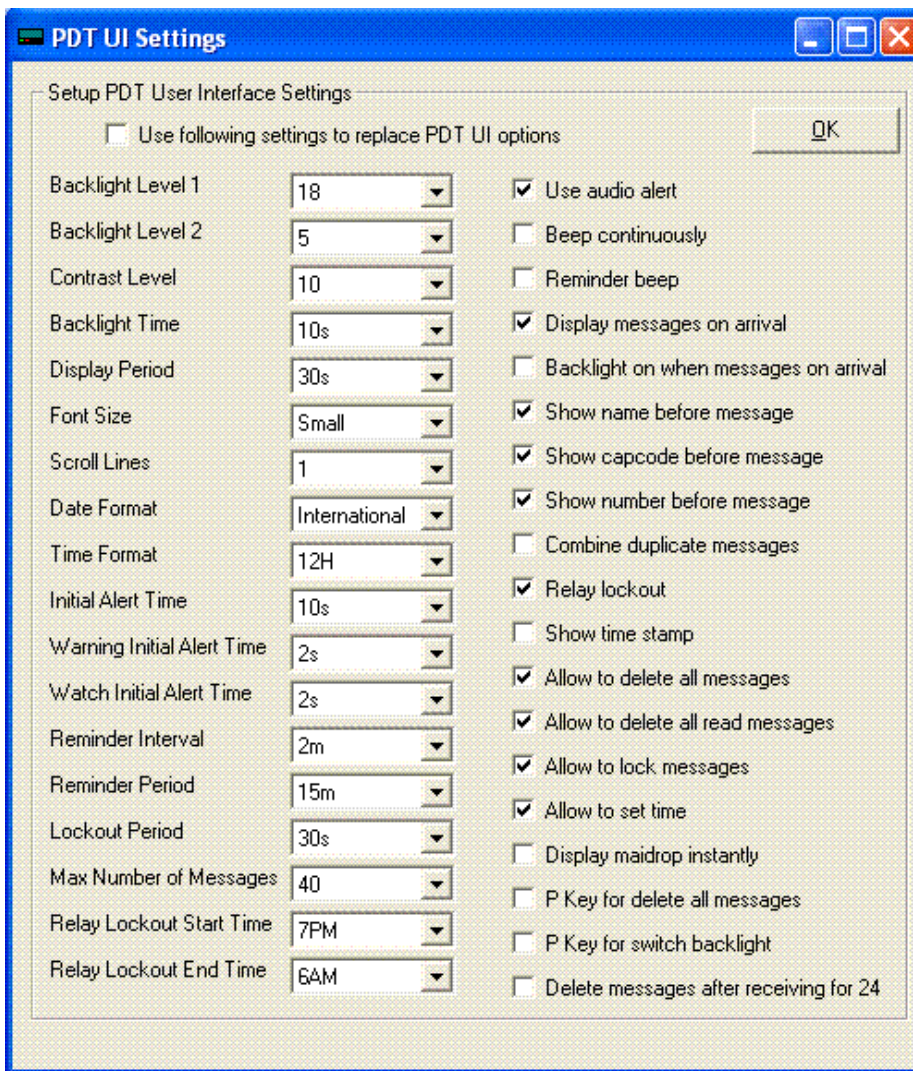 PDT UI Settings
Setup PDT User Interface Settings
Use following settings to replace PDT UI options
OK
Backlight Level 1 18
Backlight Level 2 5
Contrast Level 10
Backlight Time 10s
Display Period 30s
Font Size Small
Scroll Lines 1
Date Format International
Time Format 12H
Initial Alert Time 10s
Warning Initial Alert Time 2s
Watch Initial Alert Time 2s
Reminder Interval 2m
Reminder Period 15m
Lockout Period 30s
Max Number of Messages 40
Relay Lockout Start Time 7PM
Relay Lockout End Time 6AM
Use audio alert
Beep continuously
Reminder beep
Display messages on arrival
Backlight on when messages on arrival
Show name before message
Show capcode before message
Show number before message
Combine duplicate messages
Relay lockout
Show time stamp
Allow to delete all messages
Allow to delete all read messages
Allow to lock messages
Allow to set time
Display maidrop instantly
P Key for delete all messages
P Key for switch backlight
Delete messages after receiving for 24